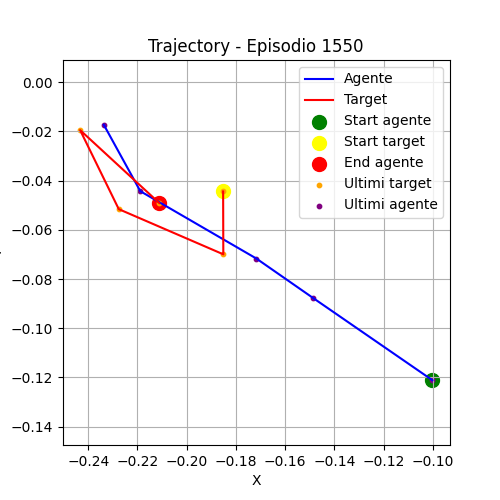 Trajectory - Episodio 1550
Agente
Target
Start agente
Start target
End agente
Ultimi target
Ultimi agente
0.00
−0.02
−0.04
−0.06
−0.08
−0.10
−0.12
−0.14
−0.24 −0.22 −0.20 −0.18 −0.16 −0.14 −0.12 −0.10
X